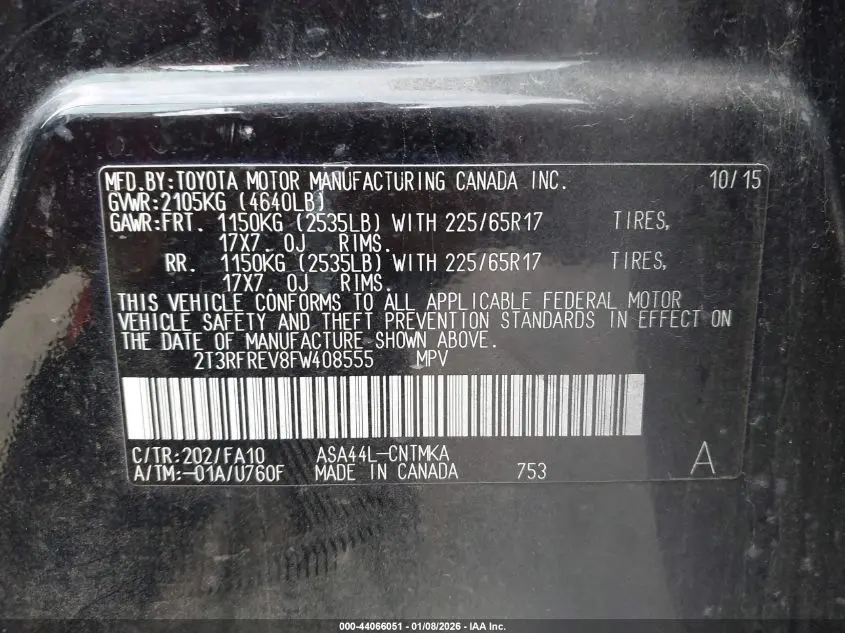 MFD.BY:TOYOTA MOTOR MANUFACTURING CANADA INC. 10/15
GVWR:2105KG (4640LB)
GAWR:FRT. 1150KG (2535LB) WITH 225/65R17 TIRES,
17X7. OJ RIMS.
RR. 1150KG (2535LB) WITH 225/65R17 TIRES,
17X7. OJ RIMS.
THIS VEHICLE CONFORMS TO ALL APPLICABLE FEDERAL MOTOR
VEHICLE SAFETY AND THEFT PREVENTION STANDARDS IN EFFECT ON
THE DATE OF MANUFACTURE SHOWN ABOVE.
2T3RFREV8FW408555 MPV
C/TR:202/FA10 ASA44L-CNTMKA
A/TM:-01A/U760F MADE IN CANADA 753 A
000-44066051 - 01/08/2026 - IAA Inc.